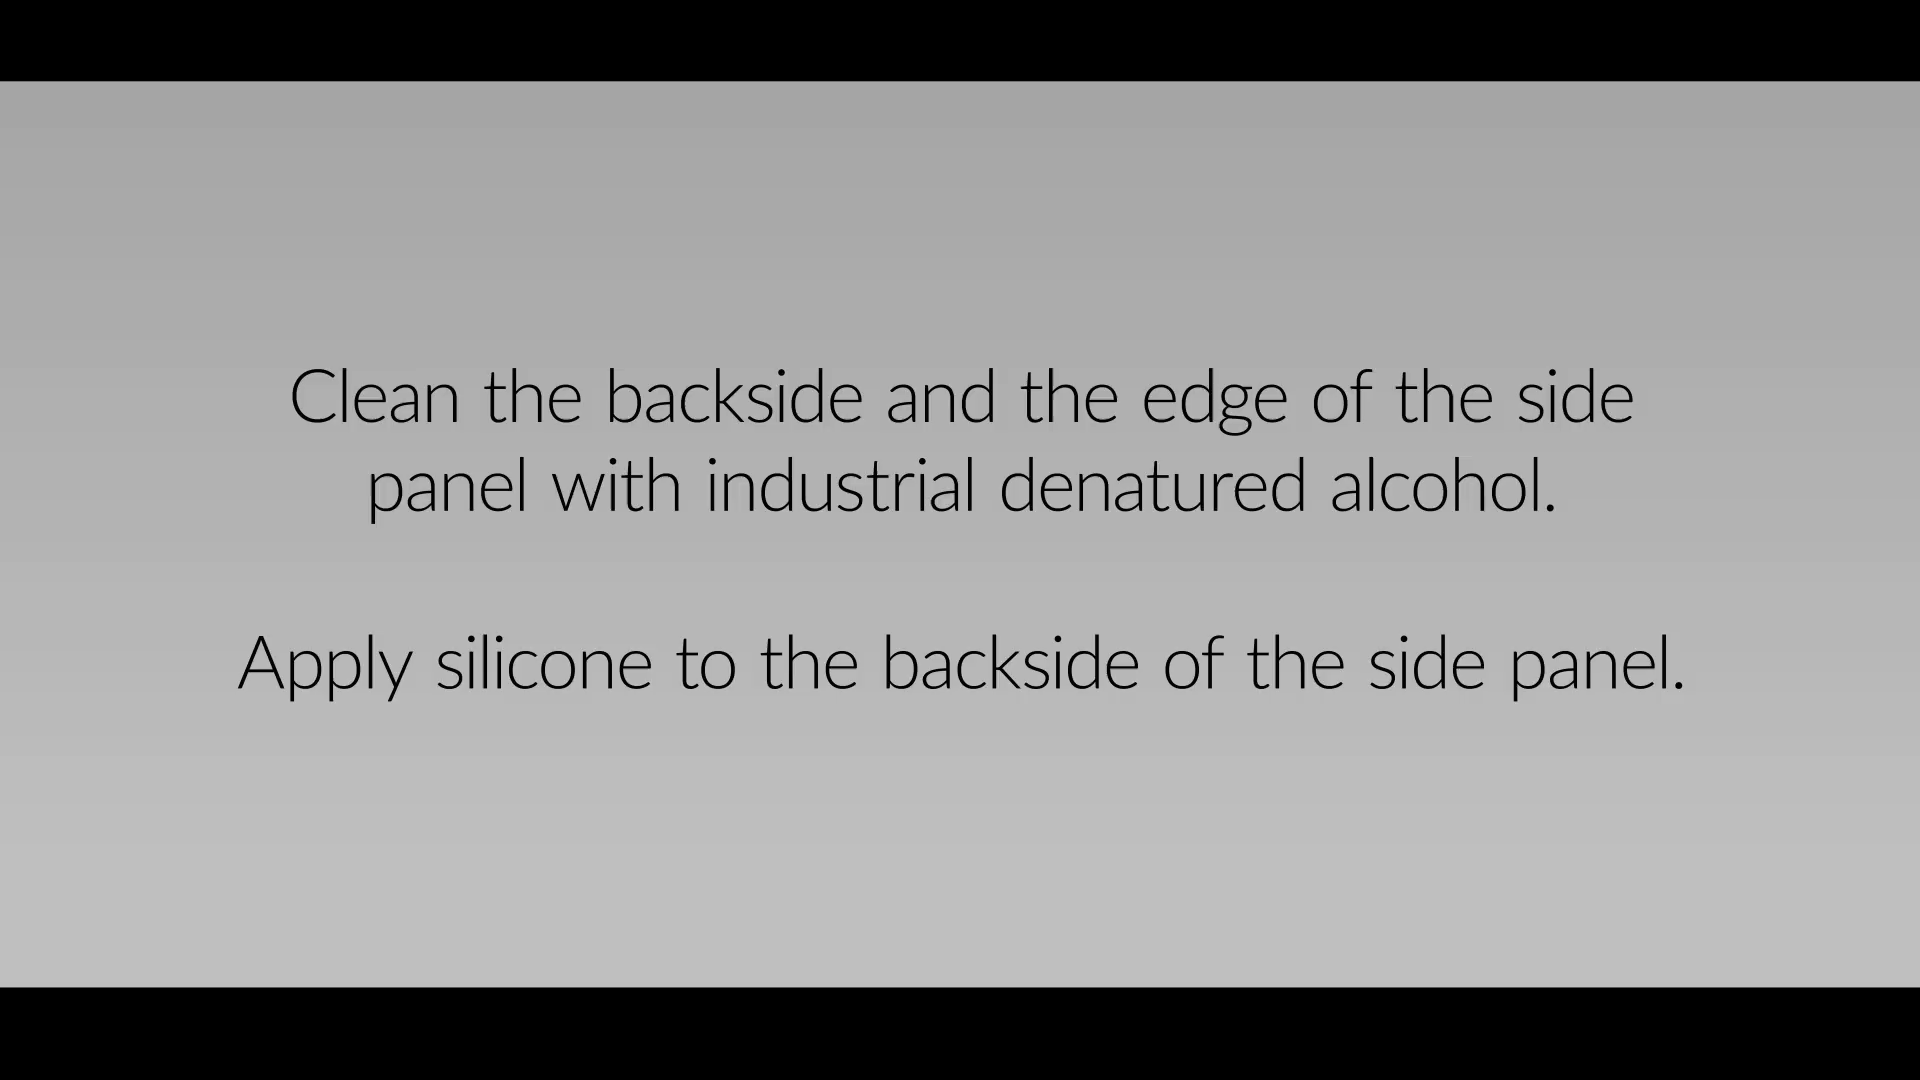 Clean the backside and the edge of the side
panel with industrial denatured alcohol.
Apply silicone to the backside of the side panel.